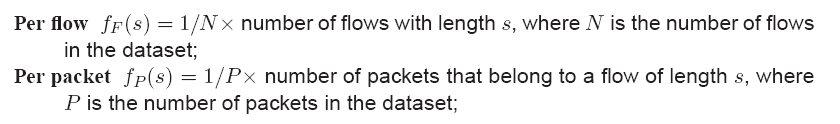 Per flow f_F(s) = 1/N× number of flows with length s, where N is the number of flows
in the dataset;
Per packet f_P(s) = 1/P× number of packets that belong to a flow of length s, where
P is the number of packets in the dataset;